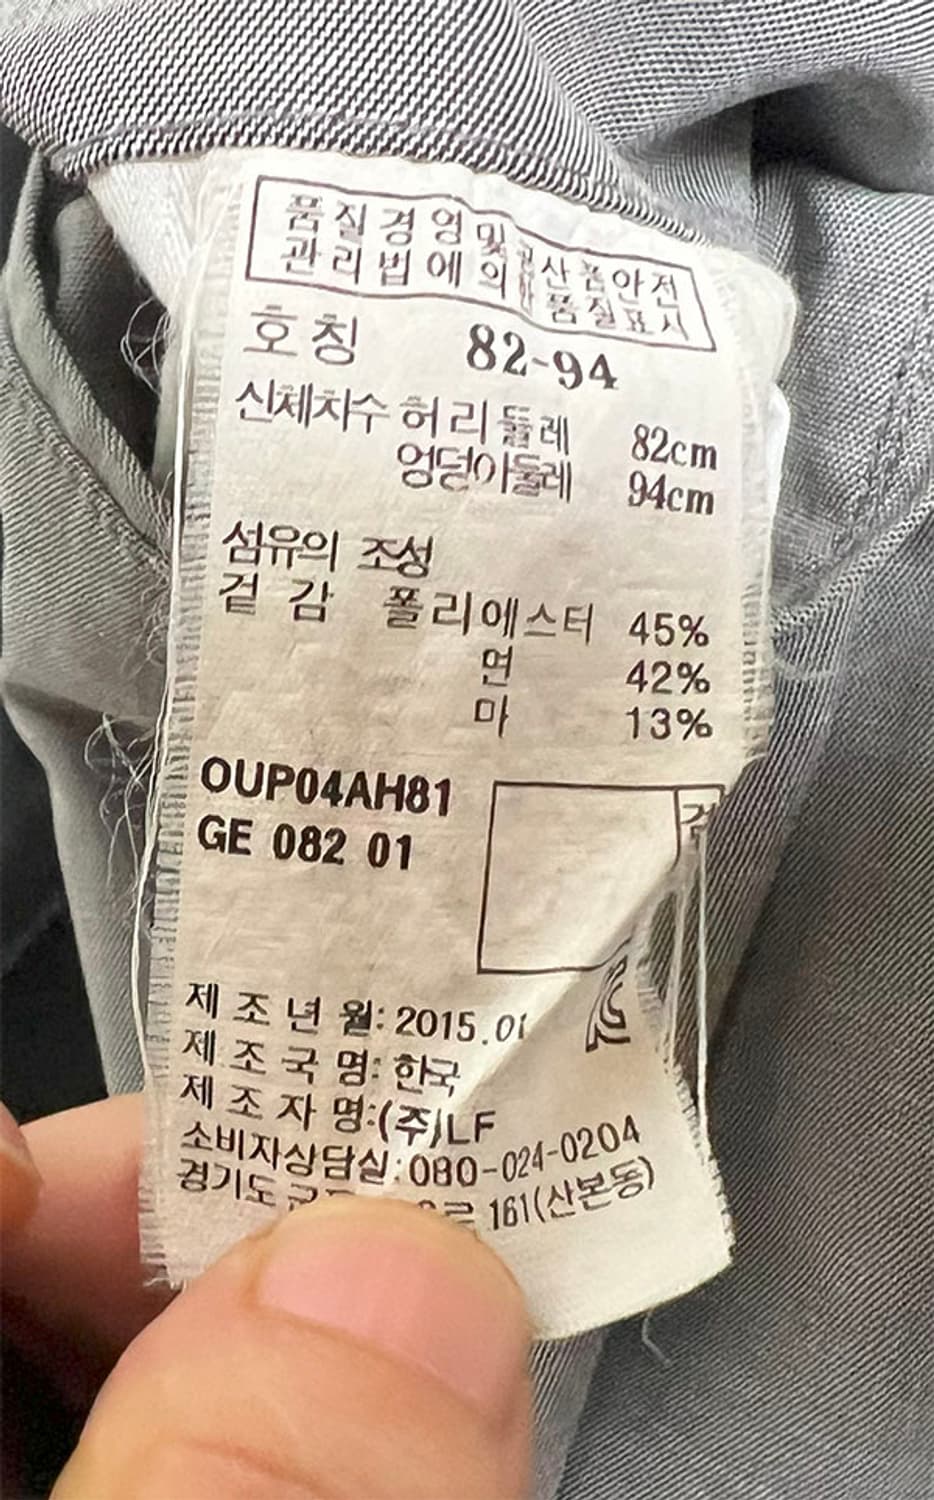 품질경영및공산품안전
관리법에 의한 품질표시
호칭 82-94
신체치수 허리둘레 82cm
엉덩이둘레 94cm
섬유의 조성
겉감 폴리에스터 45%
면 42%
마 13%
OUP04AH81
GE 082 01
제조년월: 2015.01
제조국명: 한국
제조자명:(주)LF
소비자상담실:080-024-0204
경기도 161(산본동)